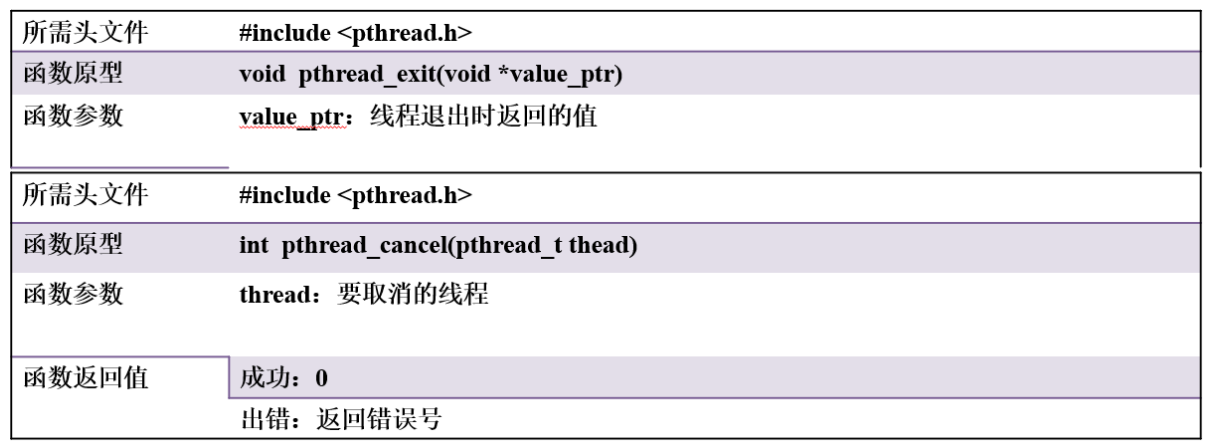 所需头文件 #include <pthread.h>
函数原型 void pthread_exit(void *value_ptr)
函数参数 value_ptr：线程退出时返回的值
所需头文件 #include <pthread.h>
函数原型 int pthread_cancel(pthread_t thead)
函数参数 thread：要取消的线程
函数返回值 成功：0
出错：返回错误号